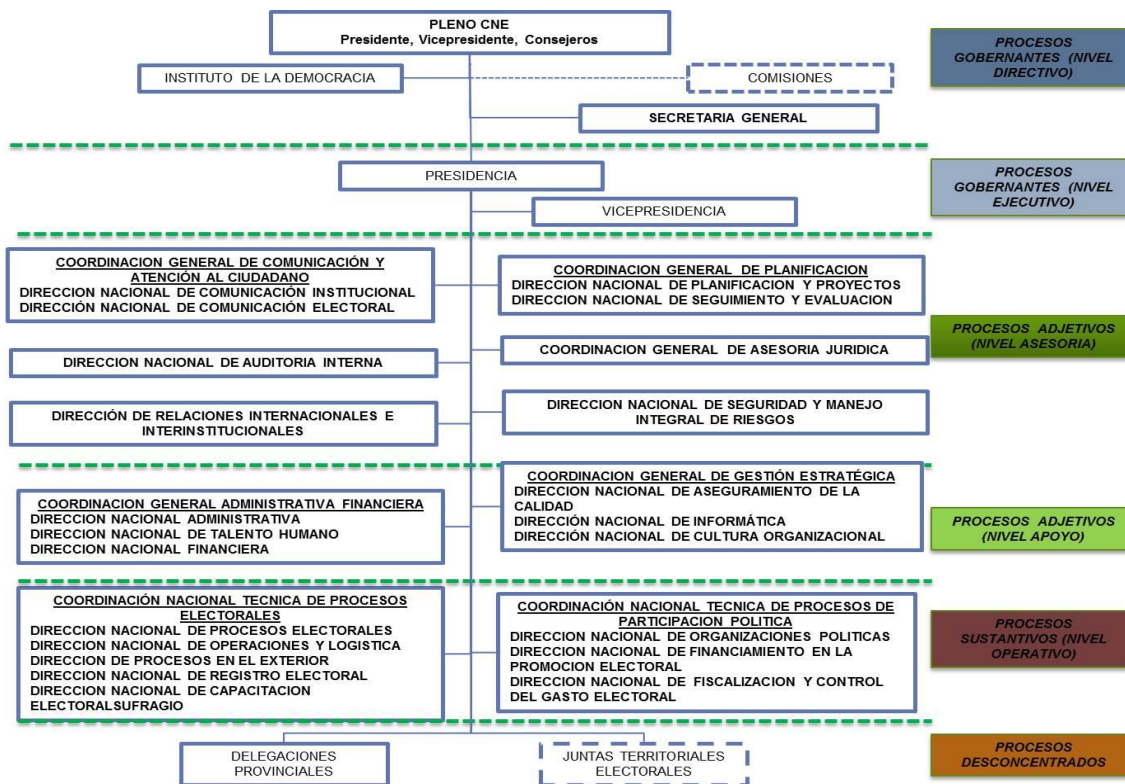 PLENO CNE
Presidente, Vicepresidente, Consejeros
PROCESOS
GOBERNANTES (NIVEL
DIRECTIVO)
INSTITUTO DE LA DEMOCRACIA
COMISIONES
SECRETARIA GENERAL
PRESIDENCIA
VICEPRESIDENCIA
PROCESOS
GOBERNANTES (NIVEL
EJECUTIVO)
COORDINACION GENERAL DE COMUNICACIÓN Y
ATENCIÓN AL CIUDADANO
DIRECCION NACIONAL DE COMUNICACIÓN INSTITUCIONAL
DIRECCIÓN NACIONAL DE COMUNICACIÓN ELECTORAL
COORDINACION GENERAL DE PLANIFICACION
DIRECCION NACIONAL DE PLANIFICACION Y PROYECTOS
DIRECCION NACIONAL DE SEGUIMIENTO Y EVALUACION
DIRECCION NACIONAL DE AUDITORIA INTERNA
COORDINACION GENERAL DE ASESORIA JURIDICA
PROCESOS ADJETIVOS
(NIVEL ASESORIA)
DIRECCIÓN DE RELACIONES INTERNACIONALES E
INTERINSTITUCIONALES
DIRECCION NACIONAL DE SEGURIDAD Y MANEJO
INTEGRAL DE RIESGOS
COORDINACION GENERAL ADMINISTRATIVA FINANCIERA
DIRECCION NACIONAL ADMINISTRATIVA
DIRECCION NACIONAL DE TALENTO HUMANO
DIRECCION NACIONAL FINANCIERA
COORDINACION GENERAL DE GESTIÓN ESTRATÉGICA
DIRECCION NACIONAL DE ASEGURAMIENTO DE LA
CALIDAD
DIRECCIÓN NACIONAL DE INFORMÁTICA
DIRECCIÓN NACIONAL DE CULTURA ORGANIZACIONAL
PROCESOS ADJETIVOS
(NIVEL APOYO)
COORDINACIÓN NACIONAL TECNICA DE PROCESOS
ELECTORALES
DIRECCION NACIONAL DE PROCESOS ELECTORALES
DIRECCION NACIONAL DE OPERACIONES Y LOGISTICA
DIRECCION DE PROCESOS EN EL EXTERIOR
DIRECCION NACIONAL DE REGISTRO ELECTORAL
DIRECCION NACIONAL DE CAPACITACION
ELECTORALSUFRAGIO
COORDINACIÓN NACIONAL TECNICA DE PROCESOS DE
PARTICIPACION POLITICA
DIRECCION NACIONAL DE ORGANIZACIONES POLITICAS
DIRECCION NACIONAL DE FINANCIAMIENTO EN LA
PROMOCION ELECTORAL
DIRECCION NACIONAL DE FISCALIZACION Y CONTROL
DEL GASTO ELECTORAL
PROCESOS
SUSTANTIVOS (NIVEL
OPERATIVO)
DELEGACIONES
PROVINCIALES
JUNTAS TERRITORIALES
ELECTORALES
PROCESOS
DESCONCENTRADOS